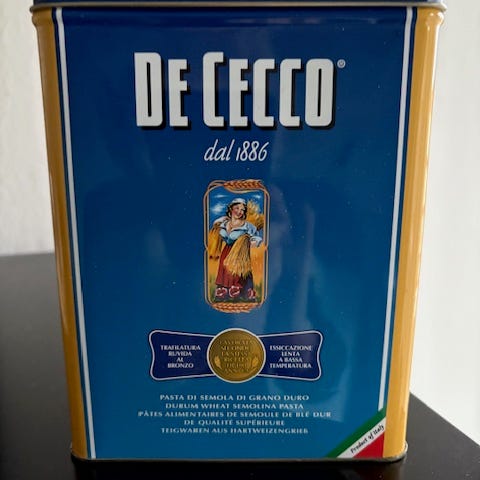 DE CECCO®
dal 1886
TRAFILATURA
RUVIDA
AL
BRONZO
ESSICCAZIONE
LENTA
A BASSA
TEMPERATURA
PASTA DI SEMOLA DI GRANO DURO
DURUM WHEAT SEMOLINA PASTA
PÂTES ALIMENTAIRES DE SEMOULE DE BLÉ DUR
DE QUALITÉ SUPÉRIEURE
TEIGWAREN AUS HARTWEIZENGRIEß
Product of Italy